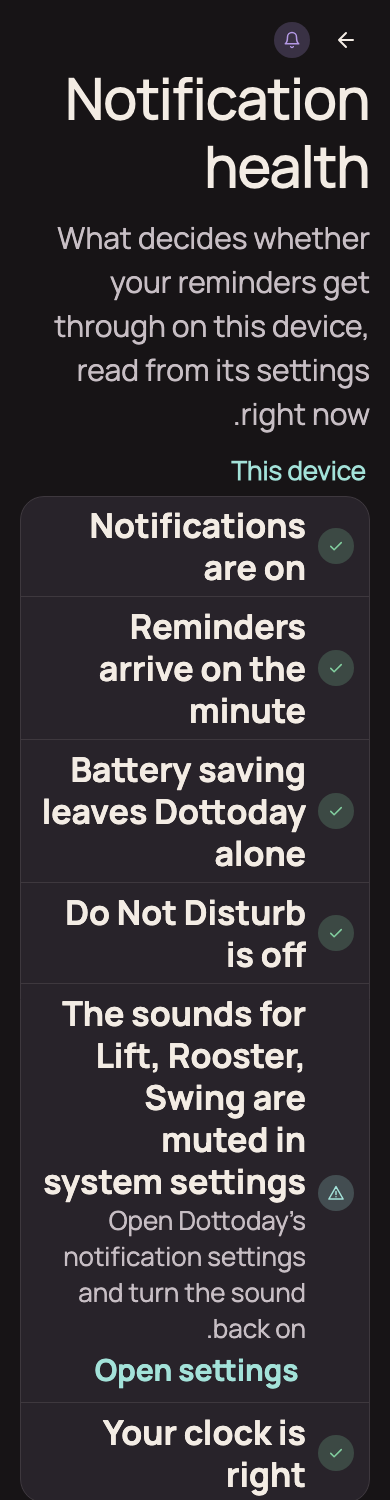 Notification
health
What decides whether
your reminders get
through on this device,
read from its settings
.right now
This device
Notifications
are on
Reminders
arrive on the
minute
Battery saving
leaves Dottoday
alone
Do Not Disturb
is off
The sounds for
Lift, Rooster,
Swing are
muted in
system settings
Open Dottoday's
notification settings
and turn the sound
.back on
Open settings
Your clock is
right